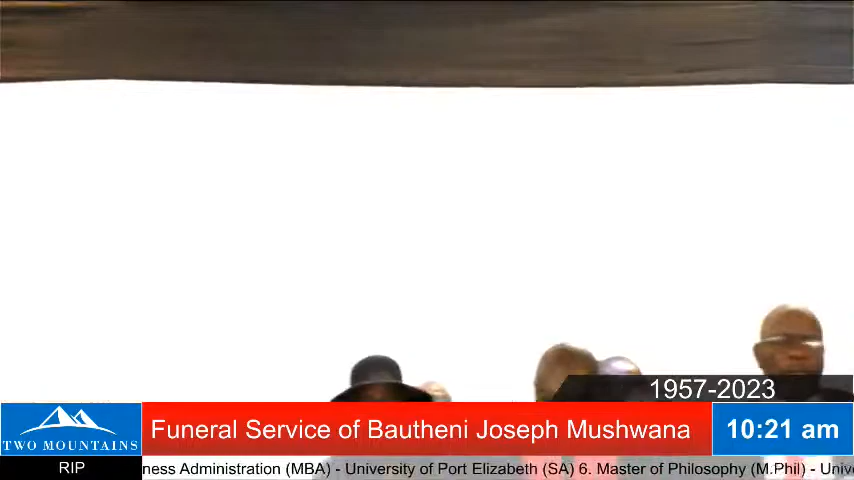 1957-2023
TWO MOUNTAINS
Funeral Service of Bautheni Joseph Mushwana
10:21 am
RIP
ness Administration (MBA) - University of Port Elizabeth (SA) 6. Master of Philosophy (M.Phil) - Unive